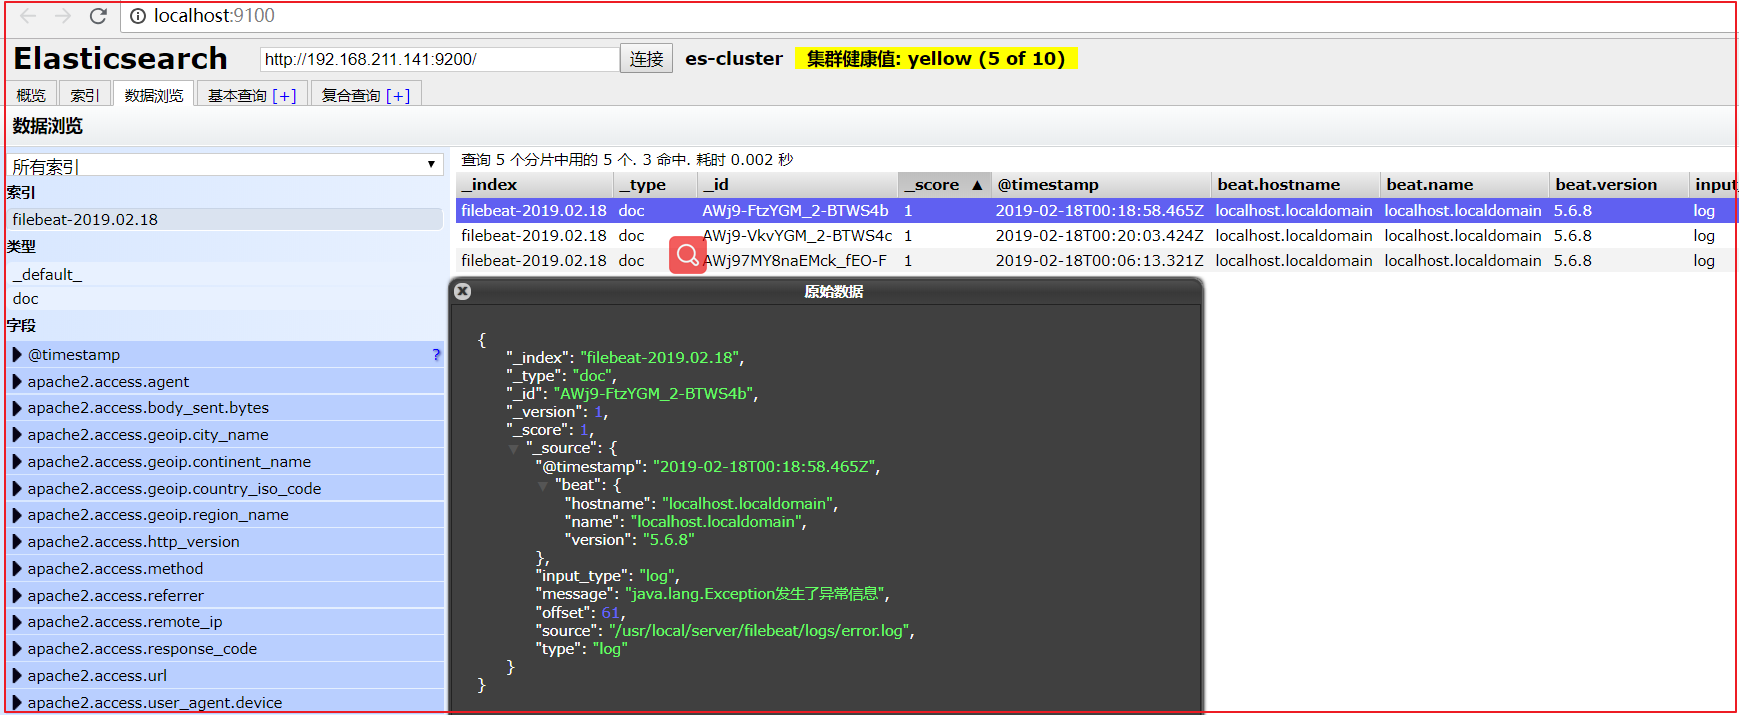 localhost:9100
Elasticsearch
http://192.168.211.141:9200/
连接
es-cluster
集群健康值: yellow (5 of 10)
概览
索引
数据浏览
基本查询 [+]
复合查询 [+]
数据浏览
所有索引
索引
filebeat-2019.02.18
类型
_default_
doc
字段
@timestamp ?
apache2.access.agent
apache2.access.body_sent.bytes
apache2.access.geoip.city_name
apache2.access.geoip.continent_name
apache2.access.geoip.country_iso_code
apache2.access.geoip.region_name
apache2.access.http_version
apache2.access.method
apache2.access.referrer
apache2.access.remote_ip
apache2.access.response_code
apache2.access.url
apache2.access.user_agent.device
查询 5 个分片中用的 5 个. 3 命中. 耗时 0.002 秒
_index _type _id _score ▲ @timestamp beat.hostname beat.name beat.version input_
filebeat-2019.02.18 doc AWj9-FtzYGM_2-BTWS4b 1 2019-02-18T00:18:58.465Z localhost.localdomain localhost.localdomain 5.6.8 log
filebeat-2019.02.18 doc AWj9-VkvYGM_2-BTWS4c 1 2019-02-18T00:20:03.424Z localhost.localdomain localhost.localdomain 5.6.8 log
filebeat-2019.02.18 doc AWj97MY8naEMck_fEO-F 1 2019-02-18T00:06:13.321Z localhost.localdomain localhost.localdomain 5.6.8 log
原始数据
{
"_index": "filebeat-2019.02.18",
"_type": "doc",
"_id": "AWj9-FtzYGM_2-BTWS4b",
"_version": 1,
"_score": 1,
"_source": {
"@timestamp": "2019-02-18T00:18:58.465Z",
"beat": {
"hostname": "localhost.localdomain",
"name": "localhost.localdomain",
"version": "5.6.8"
},
"input_type": "log",
"message": "java.lang.Exception发生了异常信息",
"offset": 61,
"source": "/usr/local/server/filebeat/logs/error.log",
"type": "log"
}
}